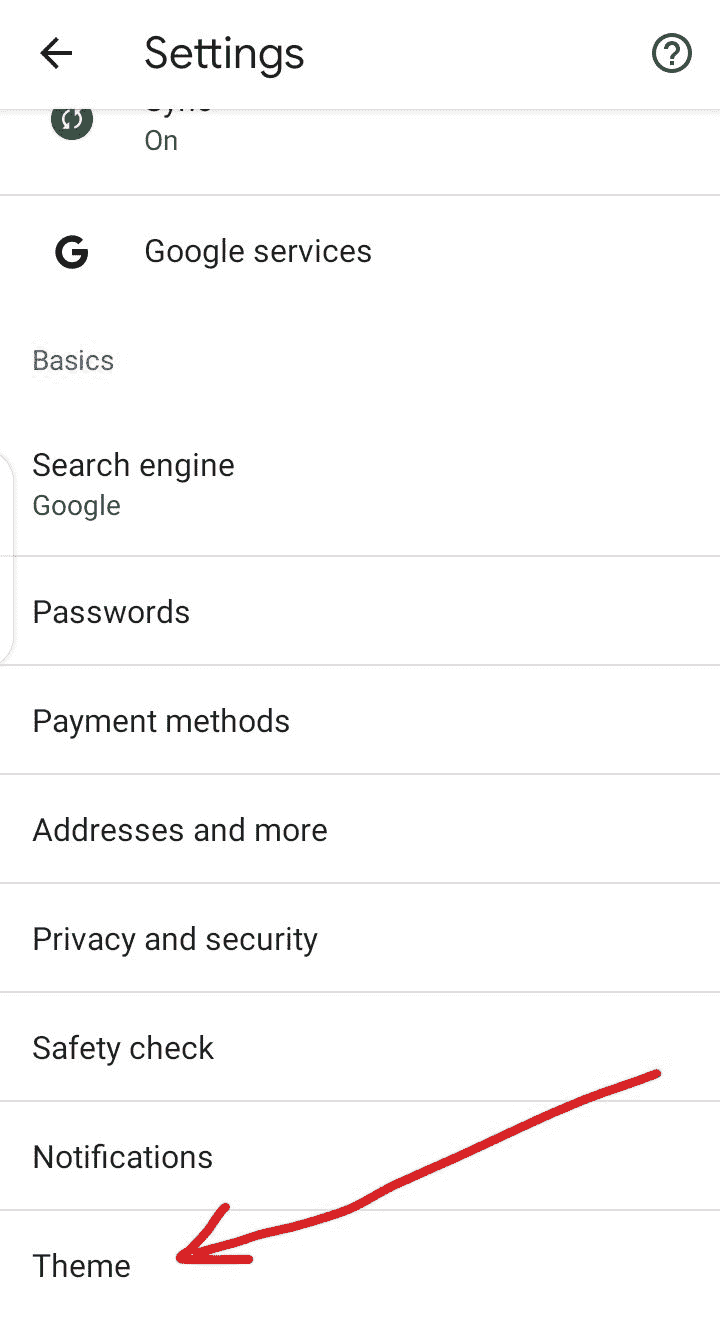 Settings
On
Google services
Basics
Search engine
Google
Passwords
Payment methods
Addresses and more
Privacy and security
Safety check
Notifications
Theme